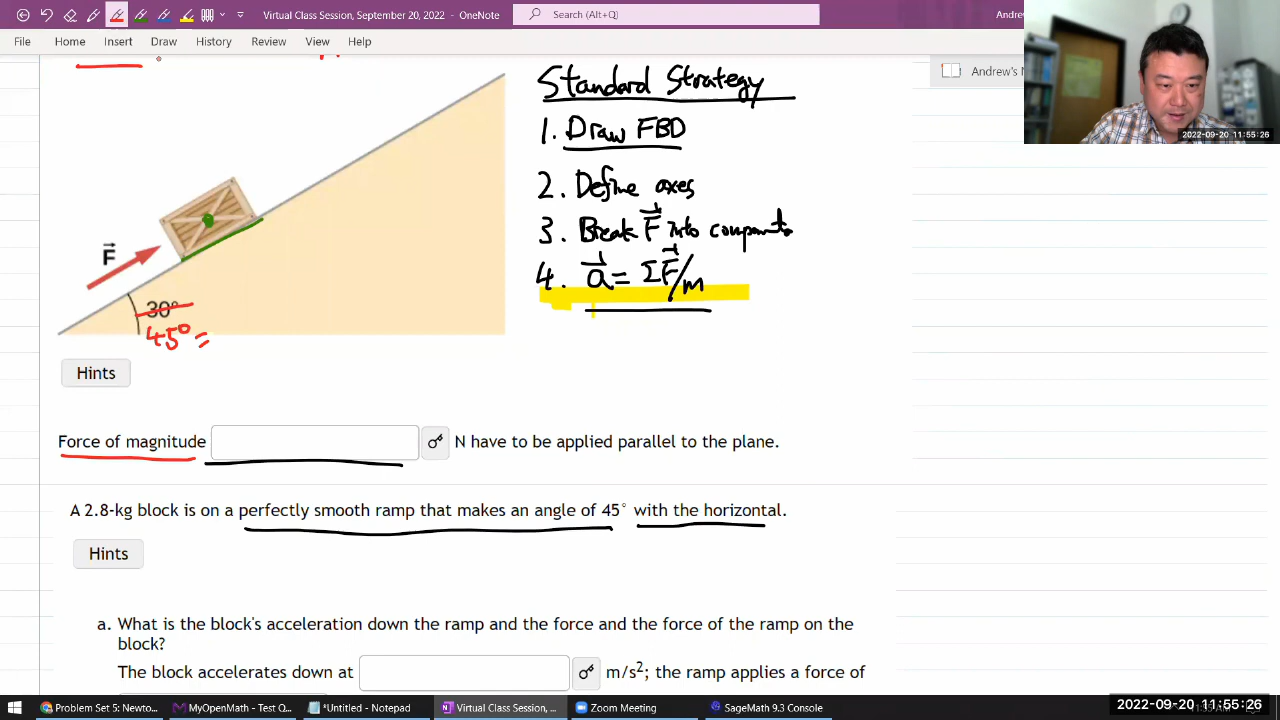 Virtual Class Session, September 20, 2022 - OneNote
Search (Alt+Q)
Andrew
File Home Insert Draw History Review View Help
Andrew's N
2022-09-20 11:55:26
Standard Strategy
1. Draw FBD
2. Define axes
3. Break F⃗ into components
4. a⃗ = ΣF⃗/m
F⃗
30°
45° =
Hints
Force of magnitude N have to be applied parallel to the plane.
A 2.8-kg block is on a perfectly smooth ramp that makes an angle of 45° with the horizontal.
Hints
a. What is the block's acceleration down the ramp and the force and the force of the ramp on the
block?
The block accelerates down at m/s²; the ramp applies a force of
Problem Set 5: Newto... MyOpenMath - Test Q... *Untitled - Notepad Virtual Class Session, ... Zoom Meeting SageMath 9.3 Console
2022-09-20 11:55:26